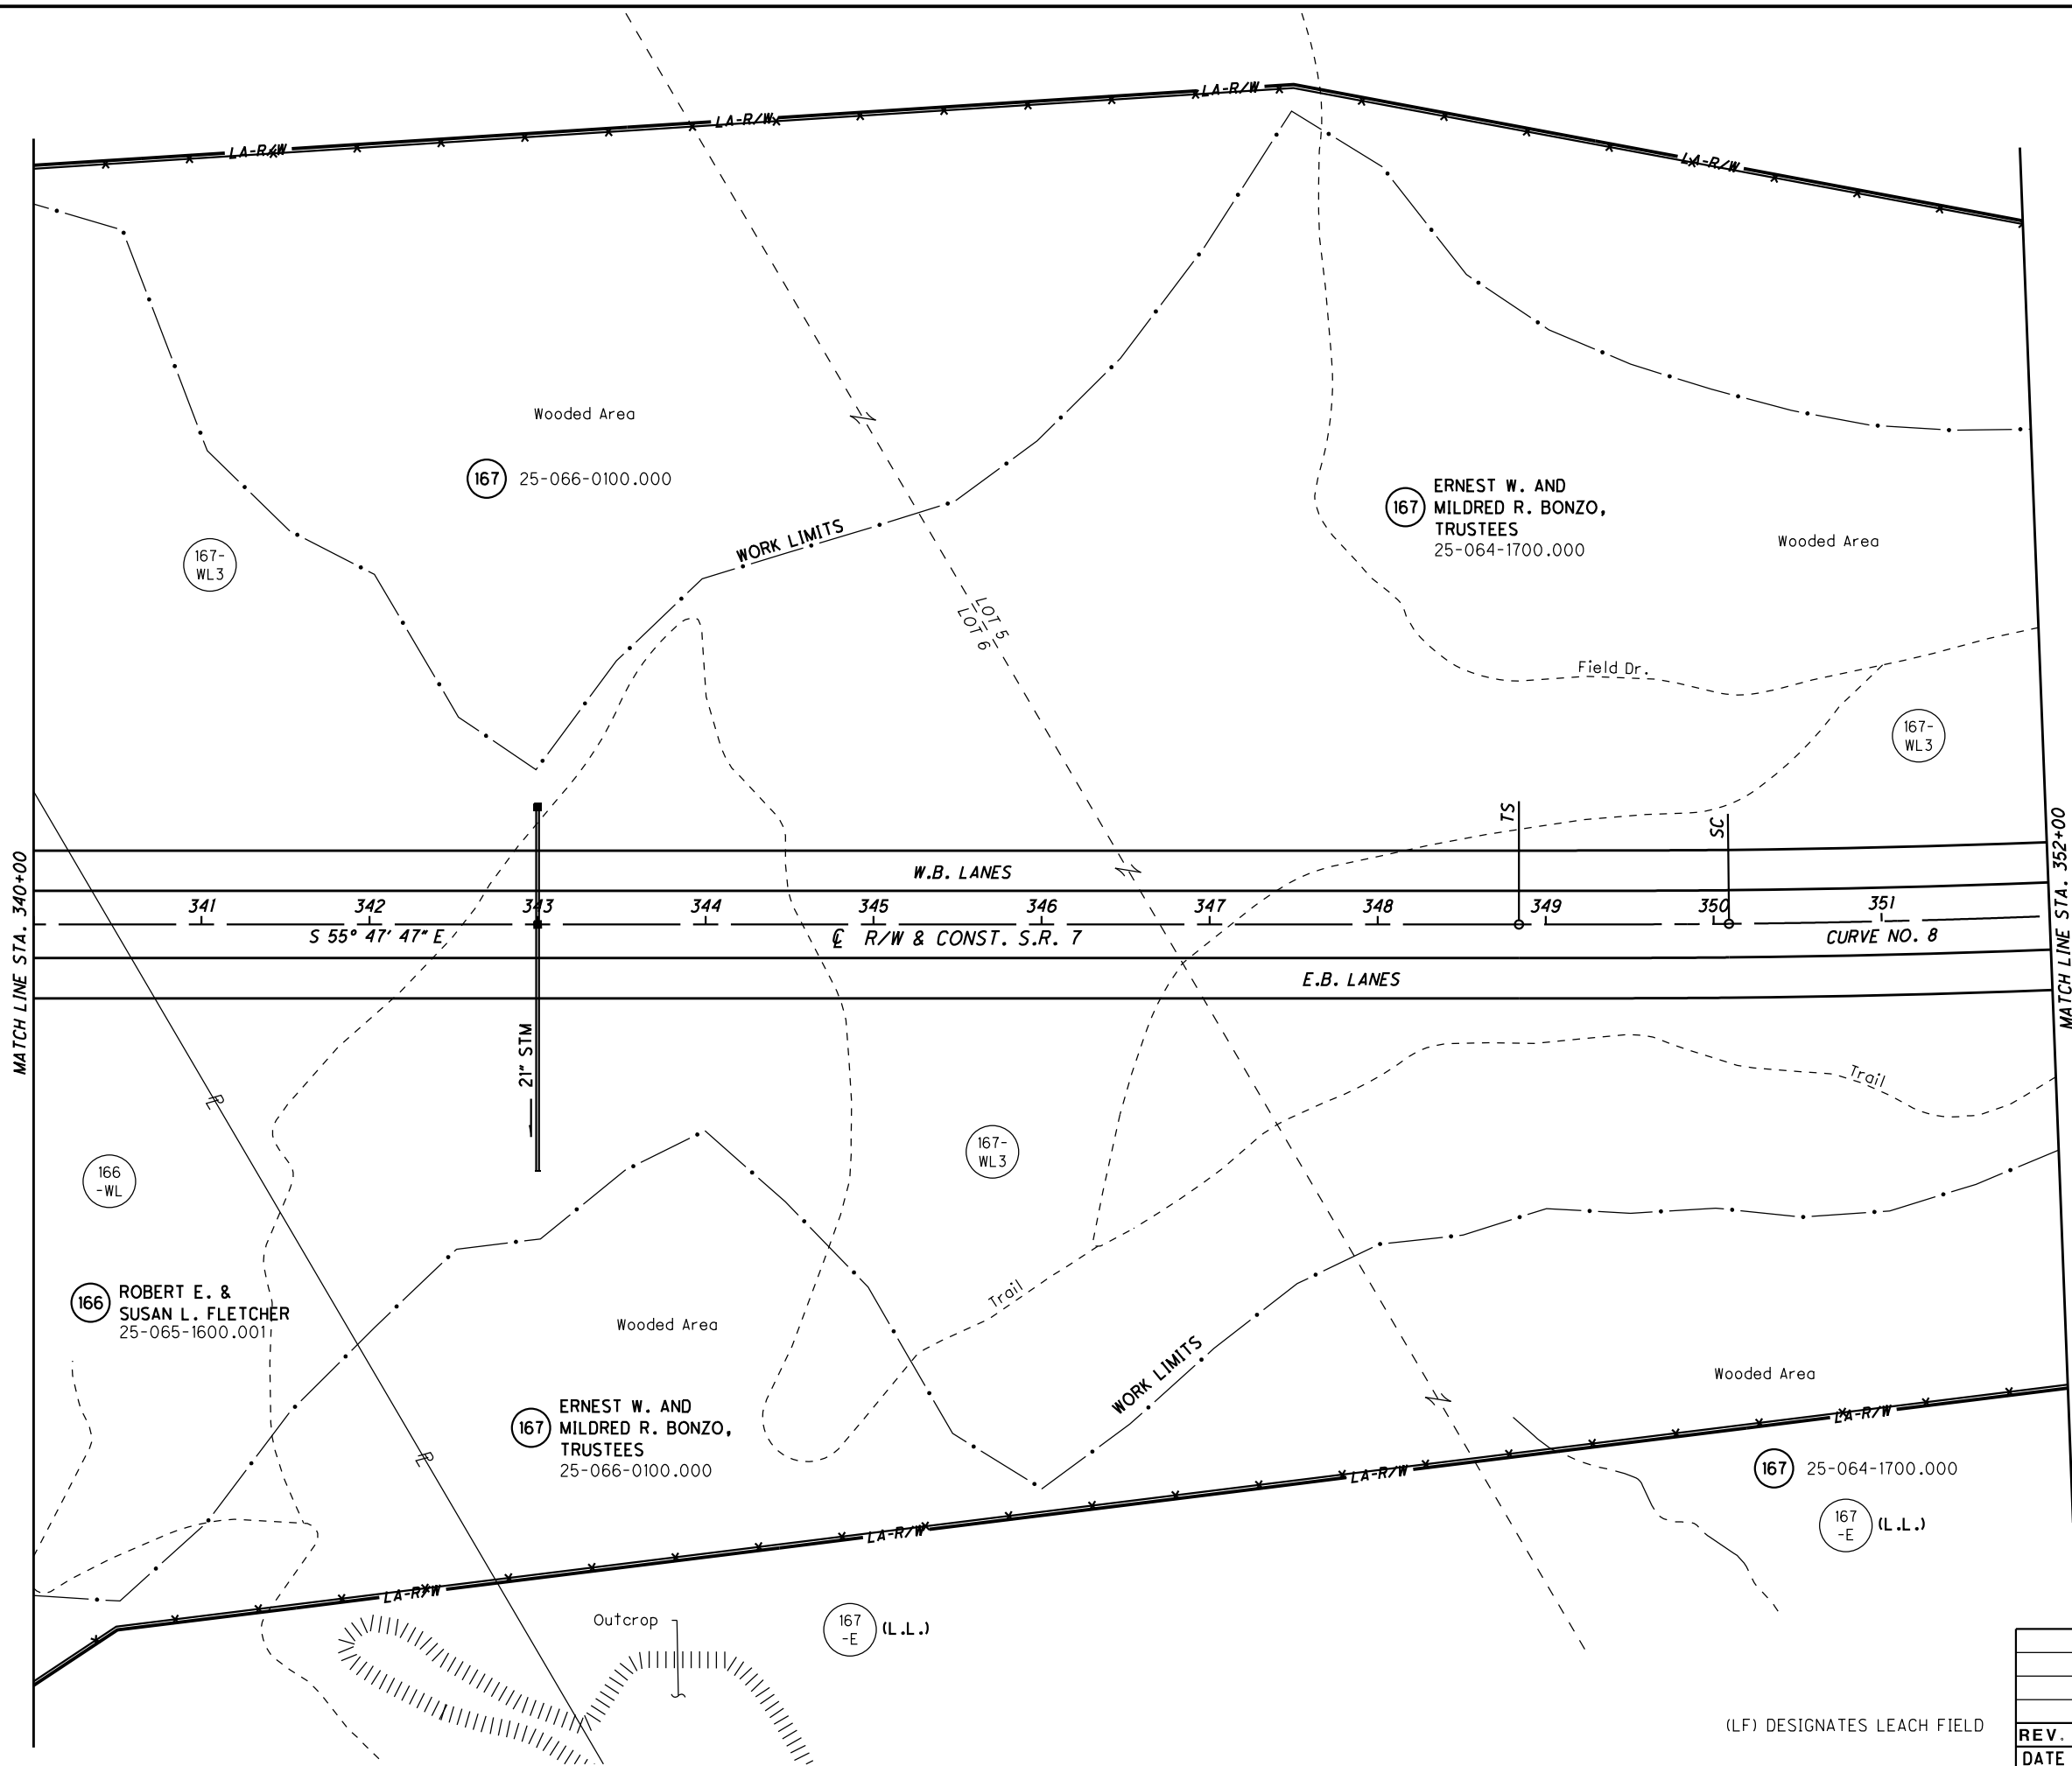 LA-R/W
LA-R/W
LA-R/W
LA-R/W
Wooded Area
167 25-066-0100.000
167-
WL3
WORK LIMITS
LOT 5
LOT 6
167
ERNEST W. AND
MILDRED R. BONZO,
TRUSTEES
25-064-1700.000
Wooded Area
Field Dr.
167-
WL3
TS
SC
MATCH LINE STA. 340+00
MATCH LINE STA. 352+00
W.B. LANES
341 342 343 344 345 346 347 348 349 350 351
S 55° 47' 47" E
℄ R/W & CONST. S.R. 7
CURVE NO. 8
E.B. LANES
21" STM
Trail
PL
167-
WL3
166
-WL
166
ROBERT E. &
SUSAN L. FLETCHER
25-065-1600.001
Trail
Wooded Area
WORK LIMITS
Wooded Area
167
ERNEST W. AND
MILDRED R. BONZO,
TRUSTEES
25-066-0100.000
PL
LA-R/W
LA-R/W
LA-R/W
LA-R/W
167 25-064-1700.000
167
-E
(L.L.)
Outcrop
167
-E
(L.L.)
(LF) DESIGNATES LEACH FIELD
REV.
DATE